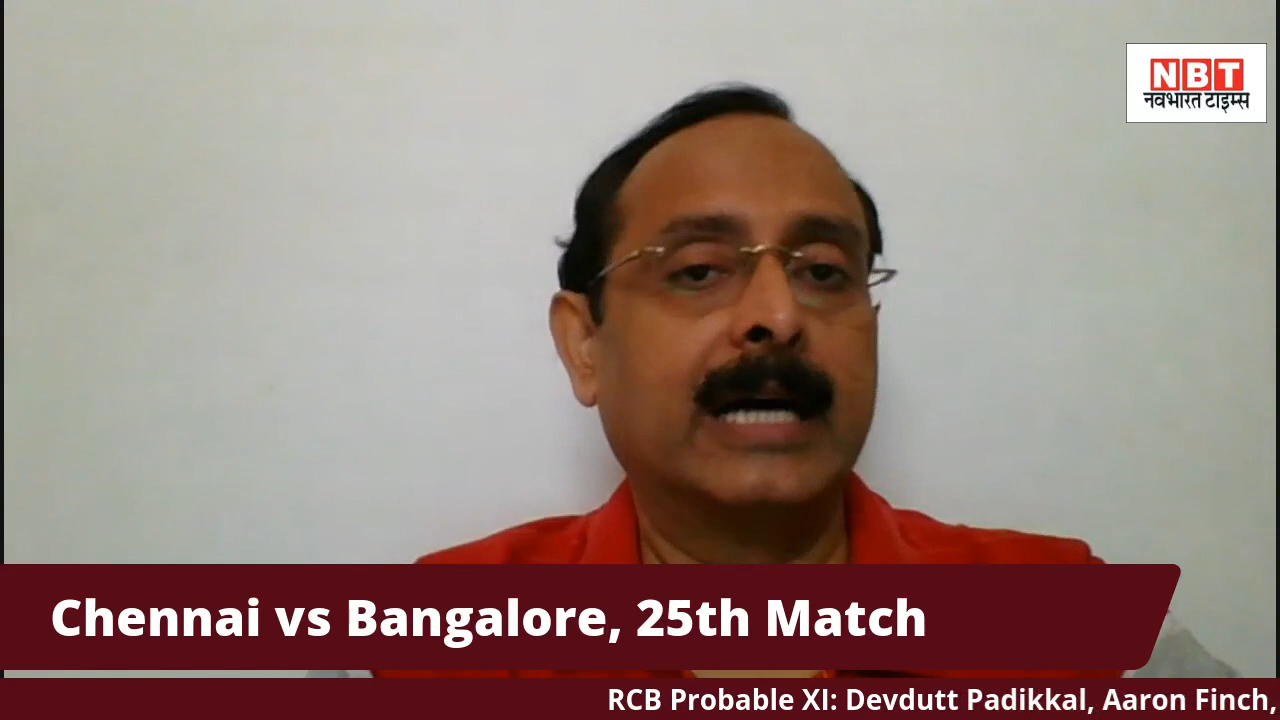 NBT
नवभारत टाइम्स
Chennai vs Bangalore, 25th Match
RCB Probable XI: Devdutt Padikkal, Aaron Finch,